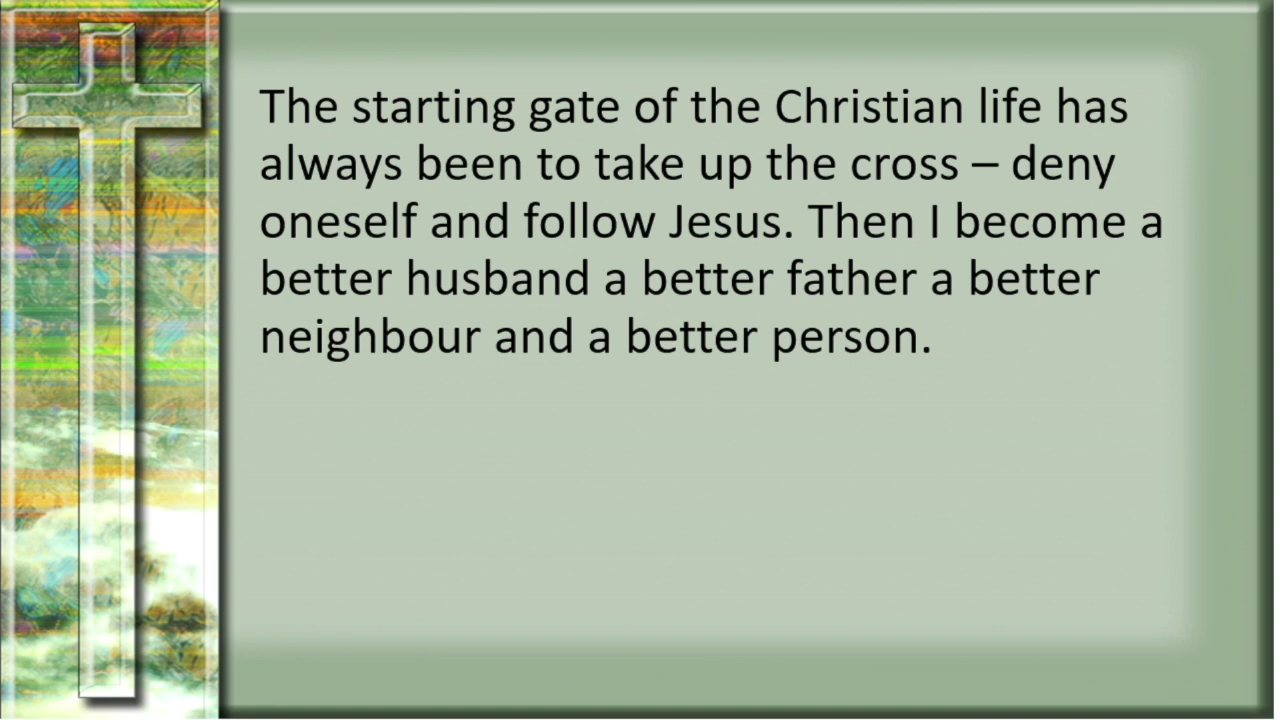 The starting gate of the Christian life has
always been to take up the cross – deny
oneself and follow Jesus. Then I become a
better husband a better father a better
neighbour and a better person.